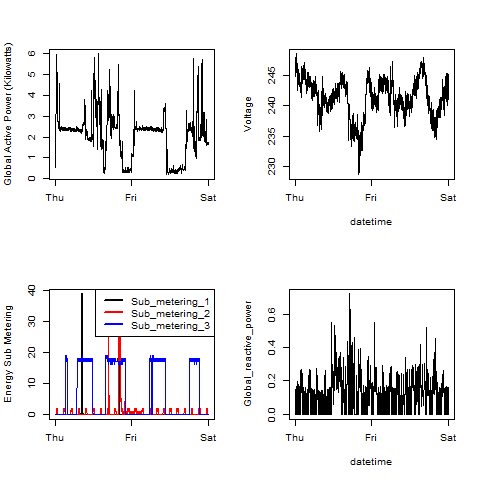 Global Active Power (Kilowatts)
0 1 2 3 4 5 6
Thu Fri Sat
Voltage
230 235 240 245
Thu Fri Sat
datetime
Energy Sub Metering
0 10 20 30 40
Sub_metering_1
Sub_metering_2
Sub_metering_3
Thu Fri Sat
Global_reactive_power
0.0 0.2 0.4 0.6
Thu Fri Sat
datetime